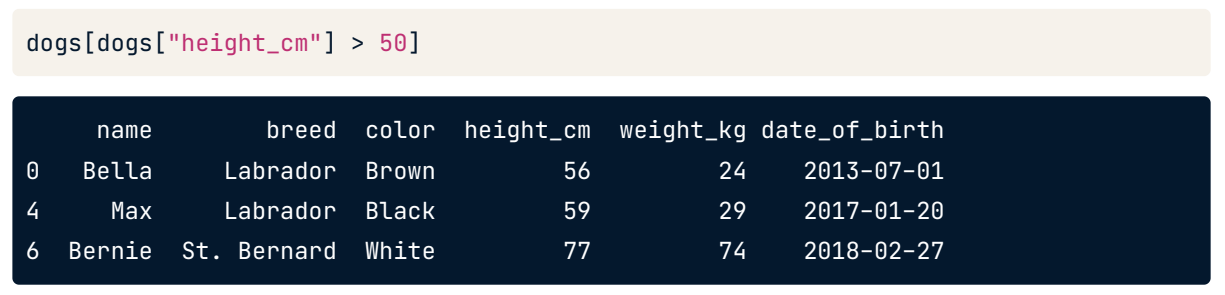 dogs[dogs["height_cm"] > 50]
name breed color height_cm weight_kg date_of_birth
0 Bella Labrador Brown 56 24 2013-07-01
4 Max Labrador Black 59 29 2017-01-20
6 Bernie St. Bernard White 77 74 2018-02-27